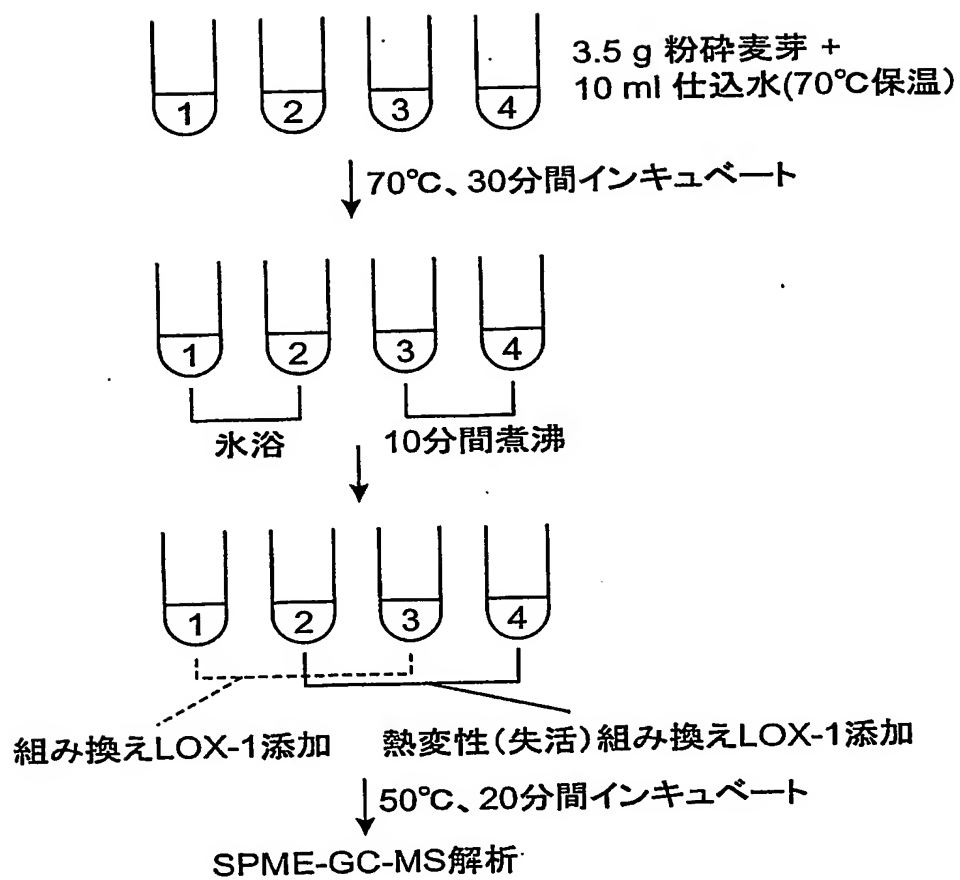 3.5 g 粉砕麦芽 +
10 ml 仕込水(70℃保温)
1 2 3 4
70℃、30分間インキュベート
1 2 3 4
氷浴 10分間煮沸
1 2 3 4
組み換えLOX-1添加 熱変性(失活)組み換えLOX-1添加
50℃、20分間インキュベート
SPME-GC-MS解析